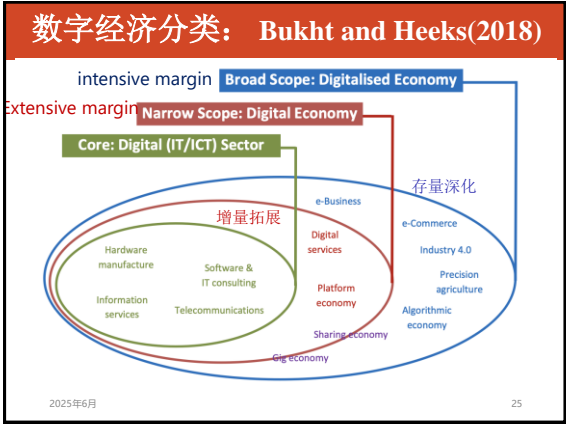 数字经济分类： Bukht and Heeks(2018)
intensive margin
Broad Scope: Digitalised Economy
Extensive margin
Narrow Scope: Digital Economy
Core: Digital (IT/ICT) Sector
存量深化
e-Business
增量拓展
e-Commerce
Digital
services
Hardware
manufacture
Industry 4.0
Software &
IT consulting
Precision
agriculture
Platform
economy
Information
services
Telecommunications
Algorithmic
economy
Sharing economy
Gig economy
2025年6月
25